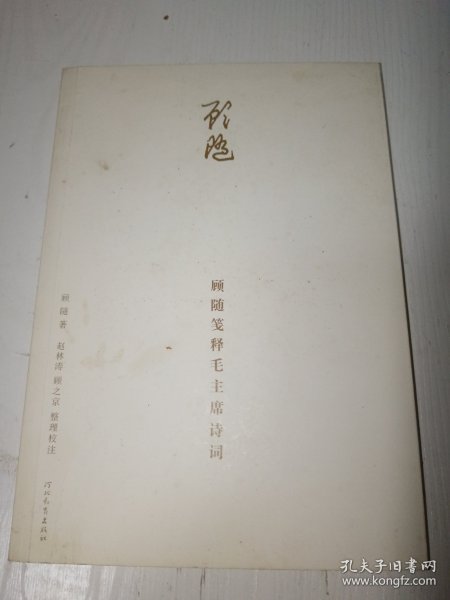 顾随
顾随笺释毛主席诗词
顾随著 赵林涛 顾之京 整理校注
河北教育出版社
孔夫子旧书网
www.kongfz.com